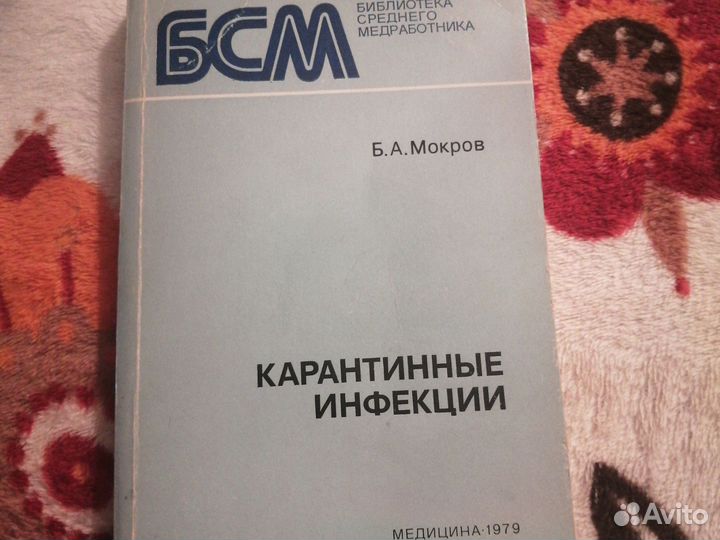 БСМ
БИБЛИОТЕКА
СРЕДНЕГО
МЕДРАБОТНИКА
Б.А.Мокров
КАРАНТИННЫЕ
ИНФЕКЦИИ
МЕДИЦИНА·1979
Avito